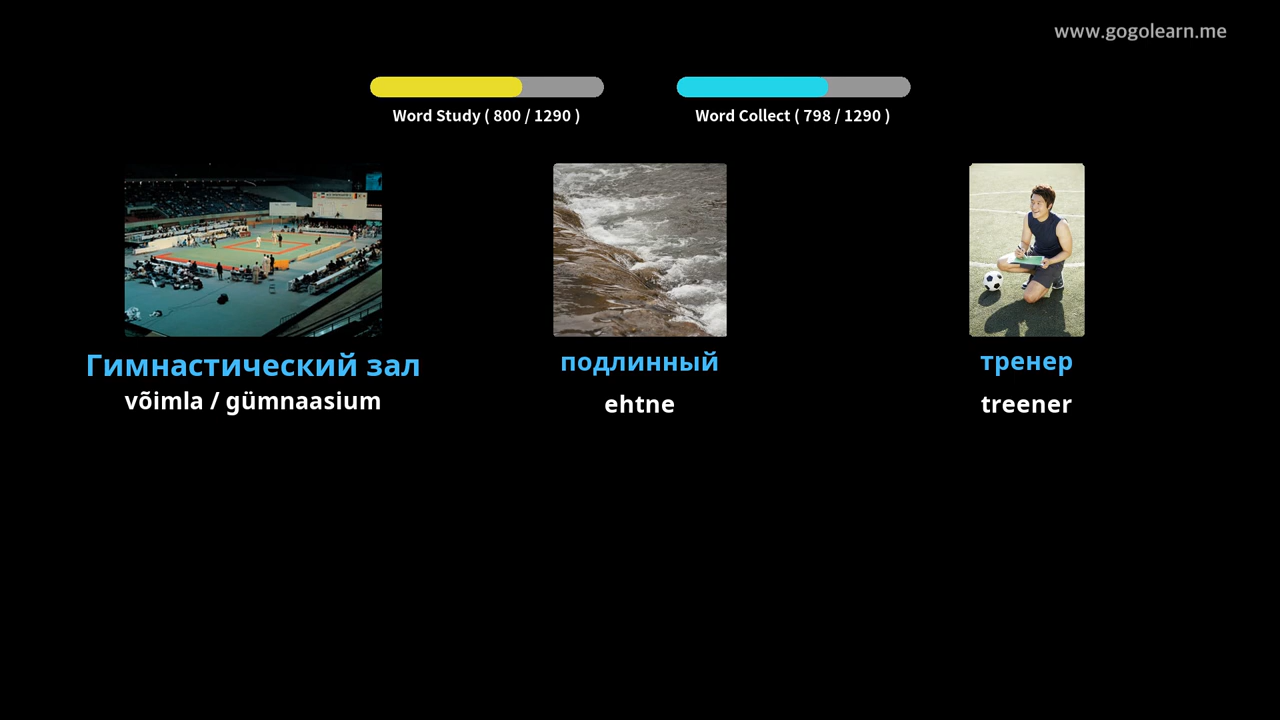 www.gogolearn.me
Word Study ( 800 / 1290 )
Word Collect ( 798 / 1290 )
Гимнастический зал
võimla / gümnaasium
подлинный
ehtne
тренер
treener